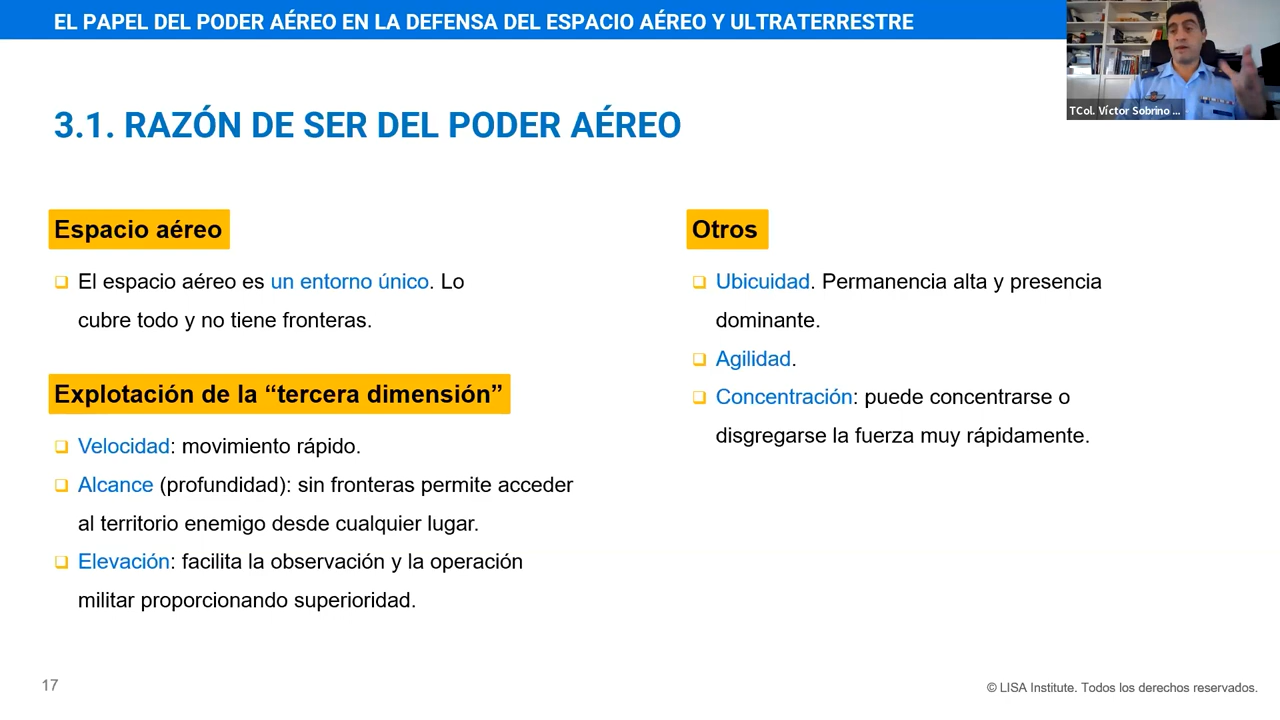 EL PAPEL DEL PODER AÉREO EN LA DEFENSA DEL ESPACIO AÉREO Y ULTRATERRESTRE
TCol. Víctor Sobrino ...
3.1. RAZÓN DE SER DEL PODER AÉREO
Espacio aéreo
❑ El espacio aéreo es un entorno único. Lo
cubre todo y no tiene fronteras.
Explotación de la “tercera dimensión”
❑ Velocidad: movimiento rápido.
❑ Alcance (profundidad): sin fronteras permite acceder
al territorio enemigo desde cualquier lugar.
❑ Elevación: facilita la observación y la operación
militar proporcionando superioridad.
Otros
❑ Ubicuidad. Permanencia alta y presencia
dominante.
❑ Agilidad.
❑ Concentración: puede concentrarse o
disgregarse la fuerza muy rápidamente.
17
© LISA Institute. Todos los derechos reservados.